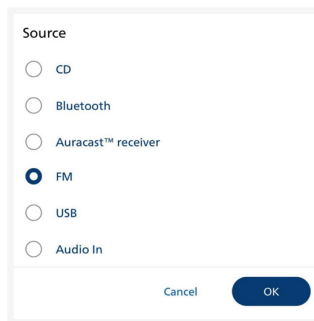 Source
CD
Bluetooth
Auracast™ receiver
FM
USB
Audio In
Cancel OK